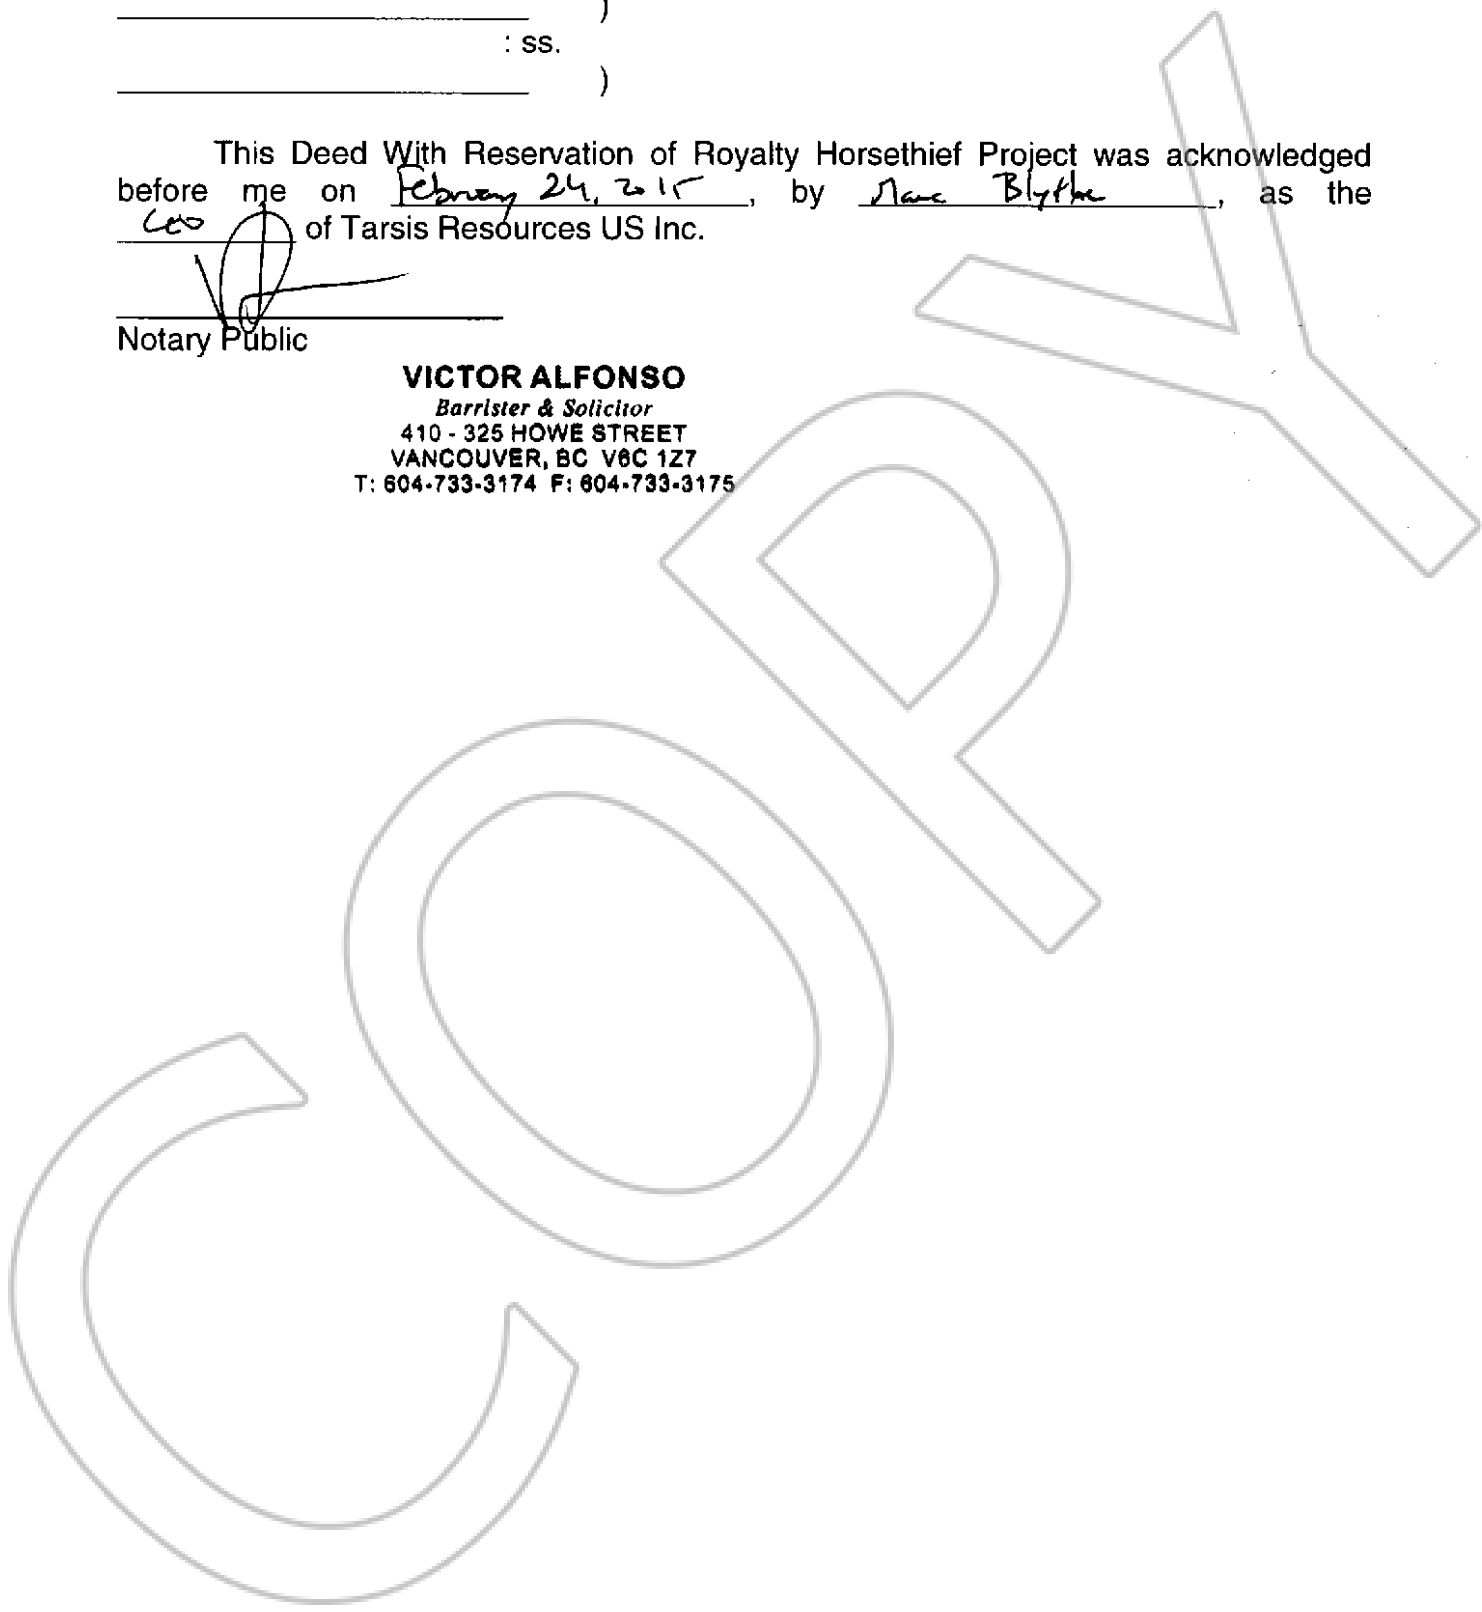 )
: ss.
)
This Deed With Reservation of Royalty Horsethief Project was acknowledged
before me on February 24, 2015, by Marc Blythe, as the
CEO of Tarsis Resources US Inc.
Notary Public
VICTOR ALFONSO
Barrister & Solicitor
410 - 325 HOWE STREET
VANCOUVER, BC V6C 1Z7
T: 604-733-3174 F: 604-733-3175
COPY